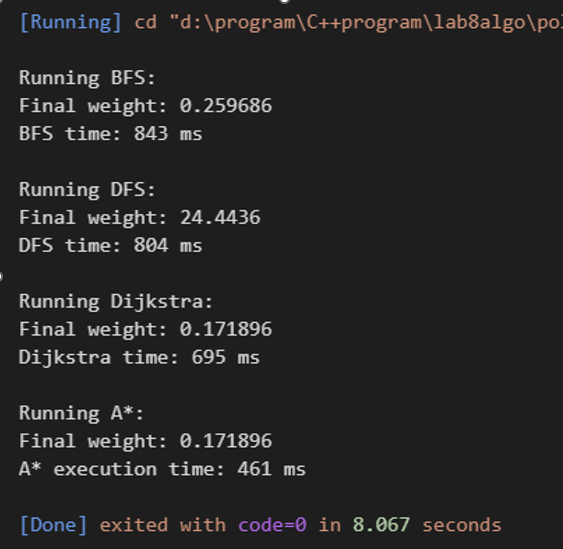 [Running] cd "d:\program\C++program\lab8algo\po
Running BFS:
Final weight: 0.259686
BFS time: 843 ms
Running DFS:
Final weight: 24.4436
DFS time: 804 ms
Running Dijkstra:
Final weight: 0.171896
Dijkstra time: 695 ms
Running A*:
Final weight: 0.171896
A* execution time: 461 ms
[Done] exited with code=0 in 8.067 seconds